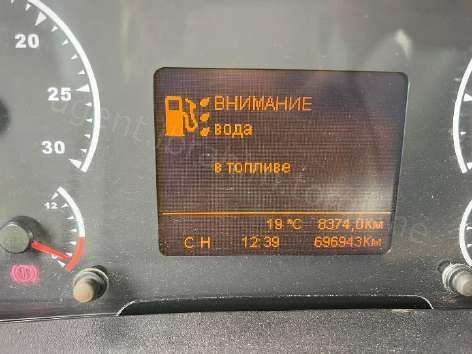 20
25
30
12
ВНИМАНИЕ
вода
в топливе
19 °C 8374,0Км
C H 12:39 696943Км